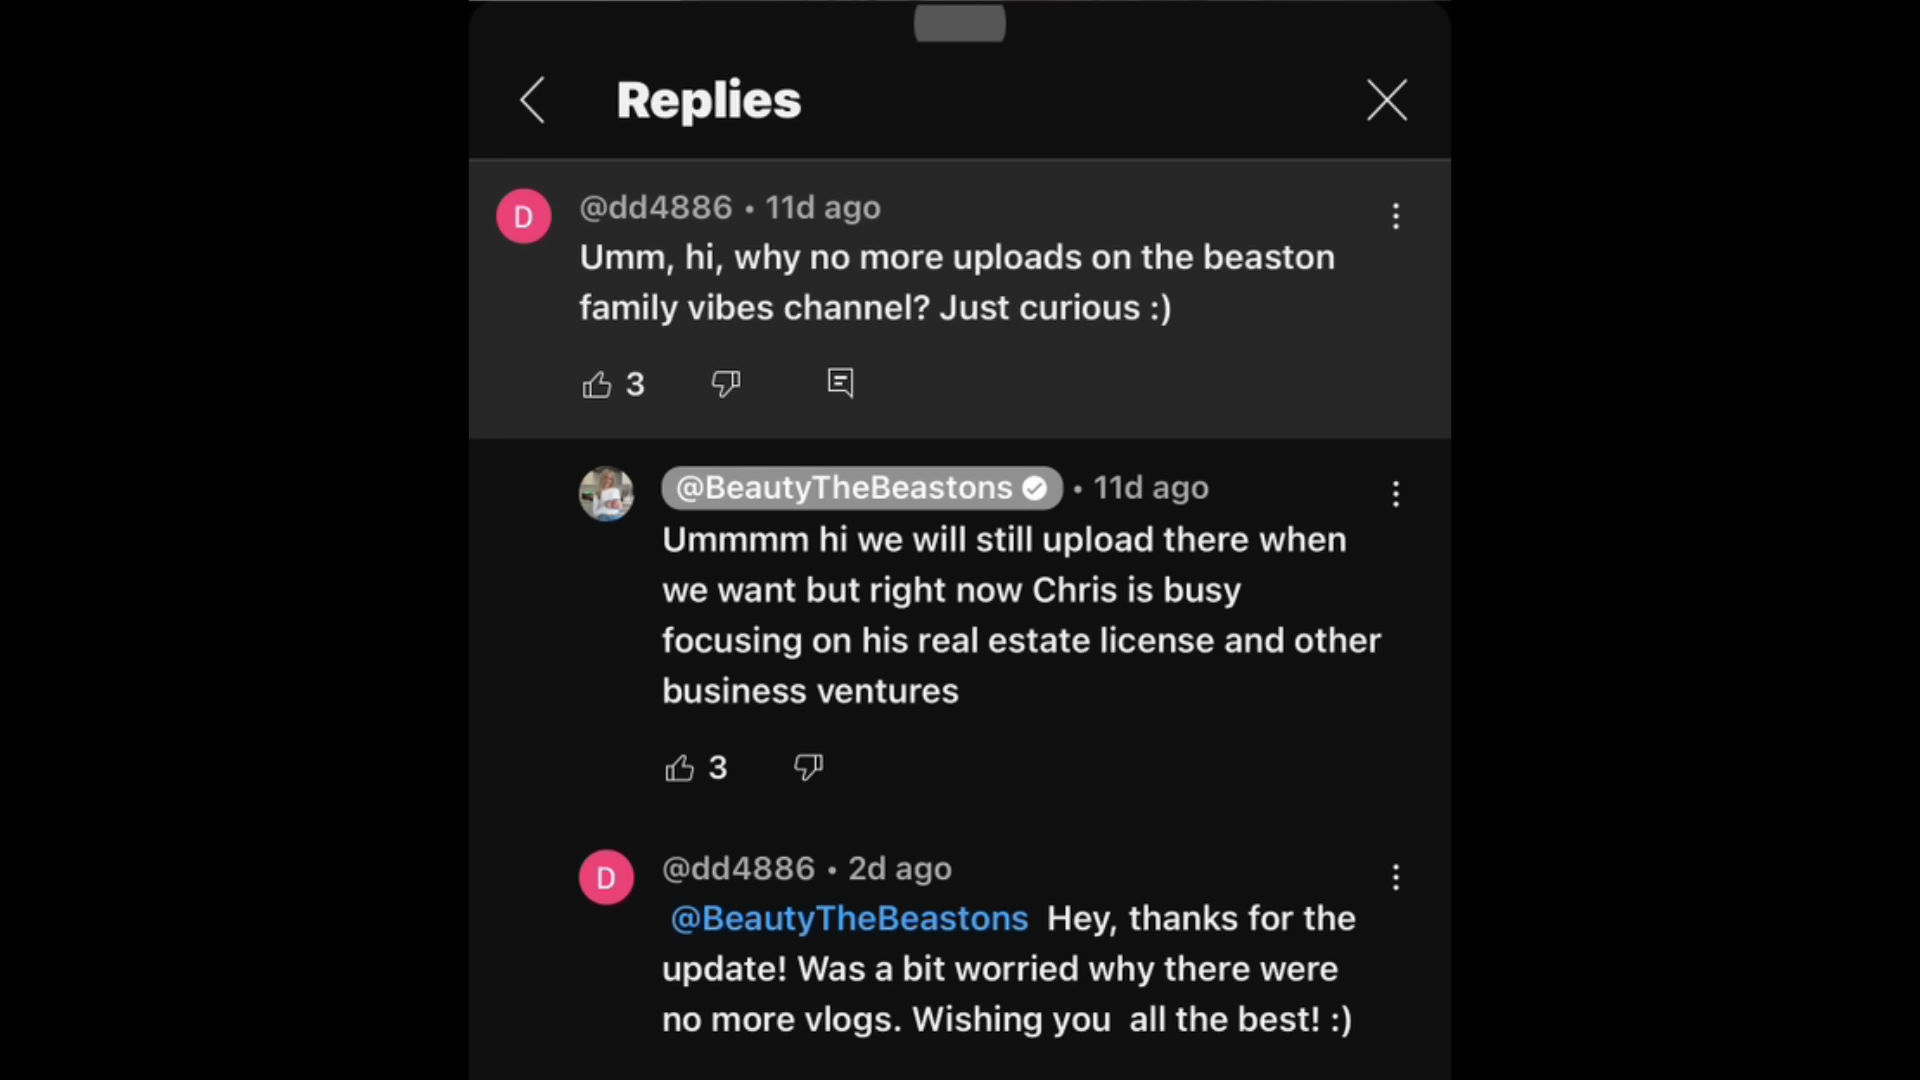 Replies
D
@dd4886 • 11d ago
Umm, hi, why no more uploads on the beaston
family vibes channel? Just curious :)
3
@BeautyTheBeastons • 11d ago
Ummmm hi we will still upload there when
we want but right now Chris is busy
focusing on his real estate license and other
business ventures
3
D
@dd4886 • 2d ago
@BeautyTheBeastons Hey, thanks for the
update! Was a bit worried why there were
no more vlogs. Wishing you  all the best! :)